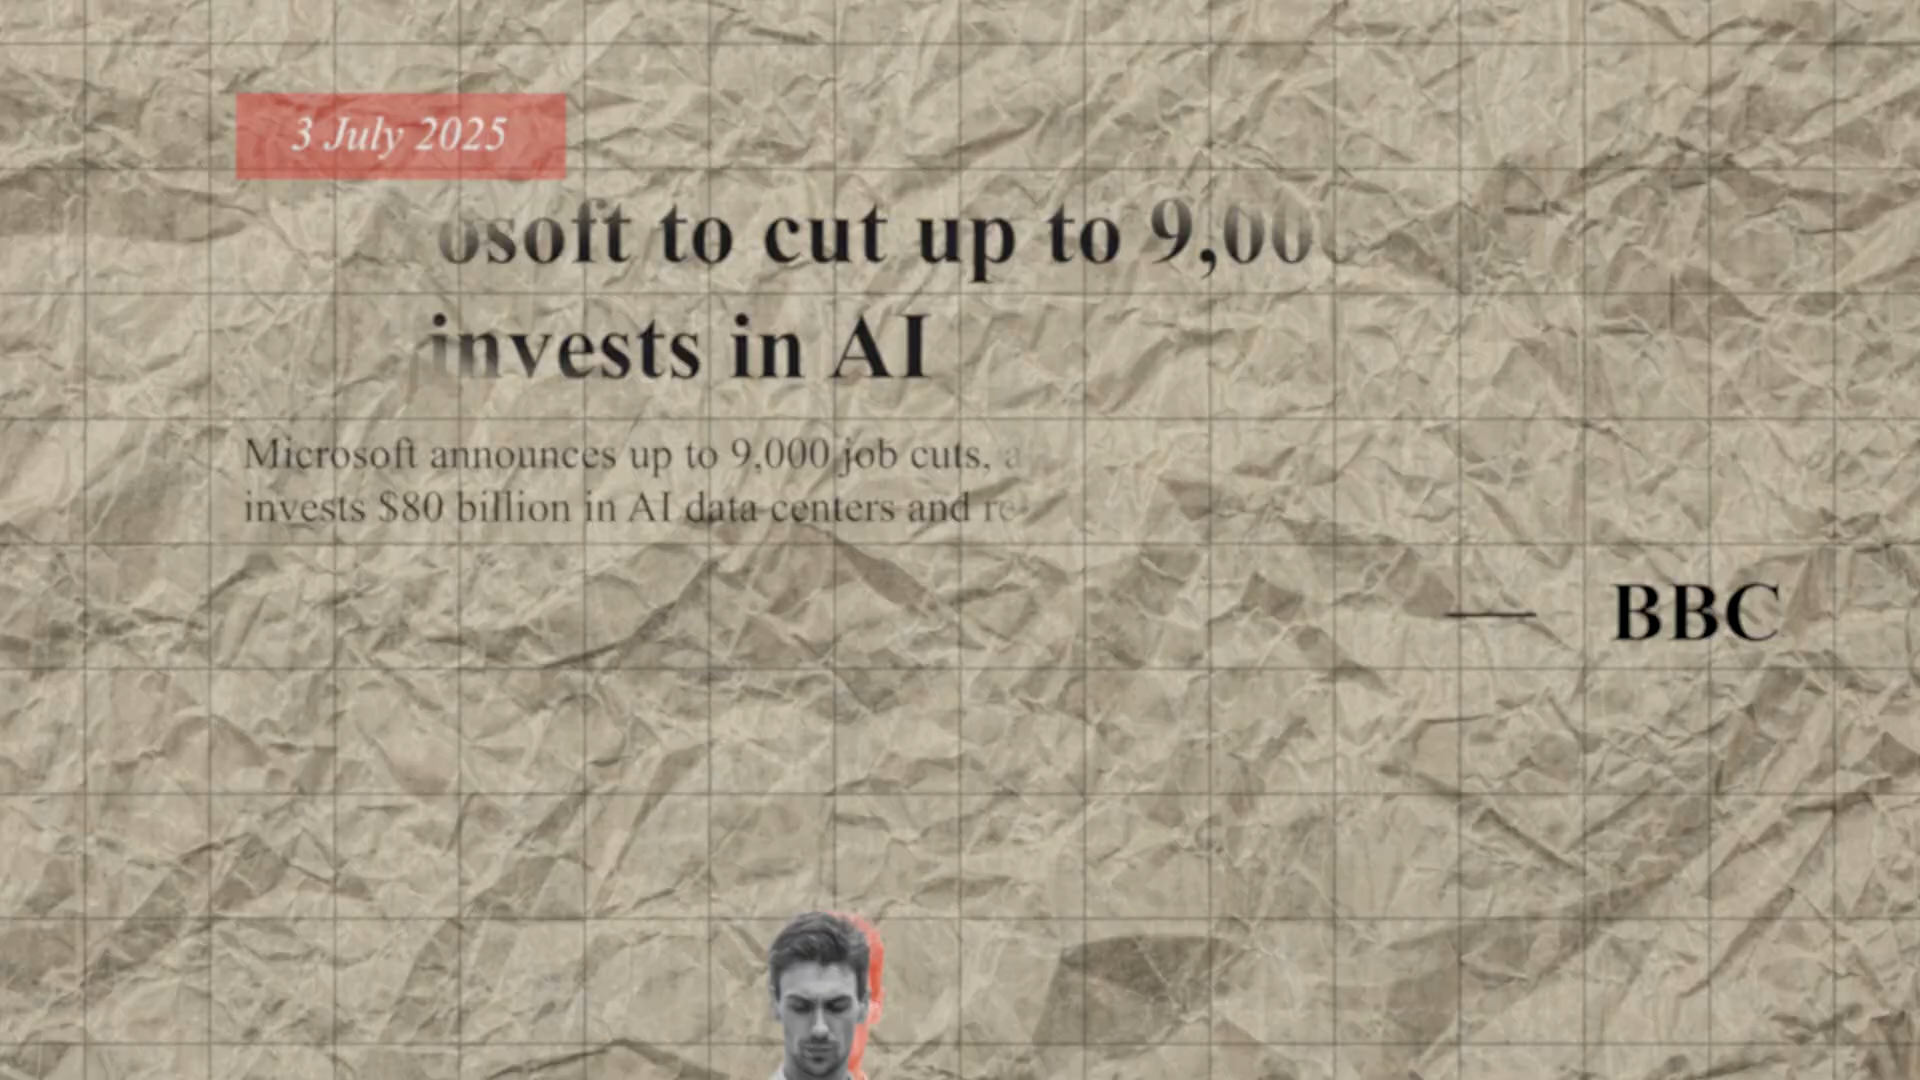 3 July 2025
osoft to cut up to 9,00
invests in AI
Microsoft announces up to 9,000 job cuts,
invests $80 billion in AI data centers and
— BBC